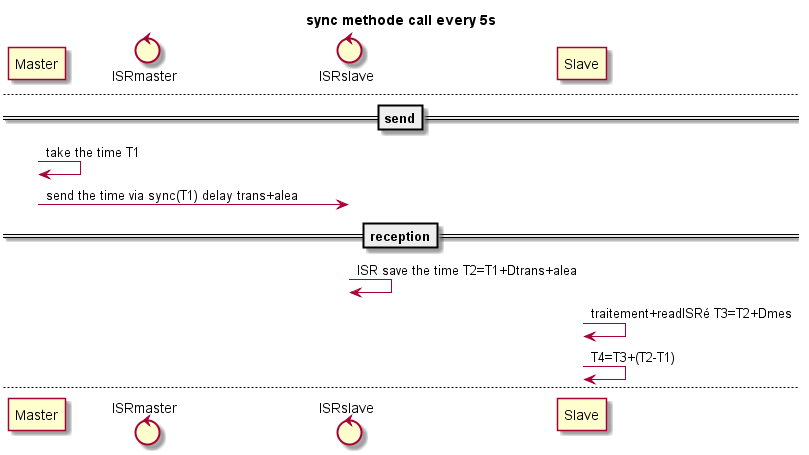 sync methode call every 5s
Master
ISRmaster
ISRslave
Slave
send
take the time T1
send the time via sync(T1) delay trans+alea
reception
ISR save the time T2=T1+Dtrans+alea
traitement+readISRé T3=T2+Dmes
T4=T3+(T2-T1)
Master
ISRmaster
ISRslave
Slave